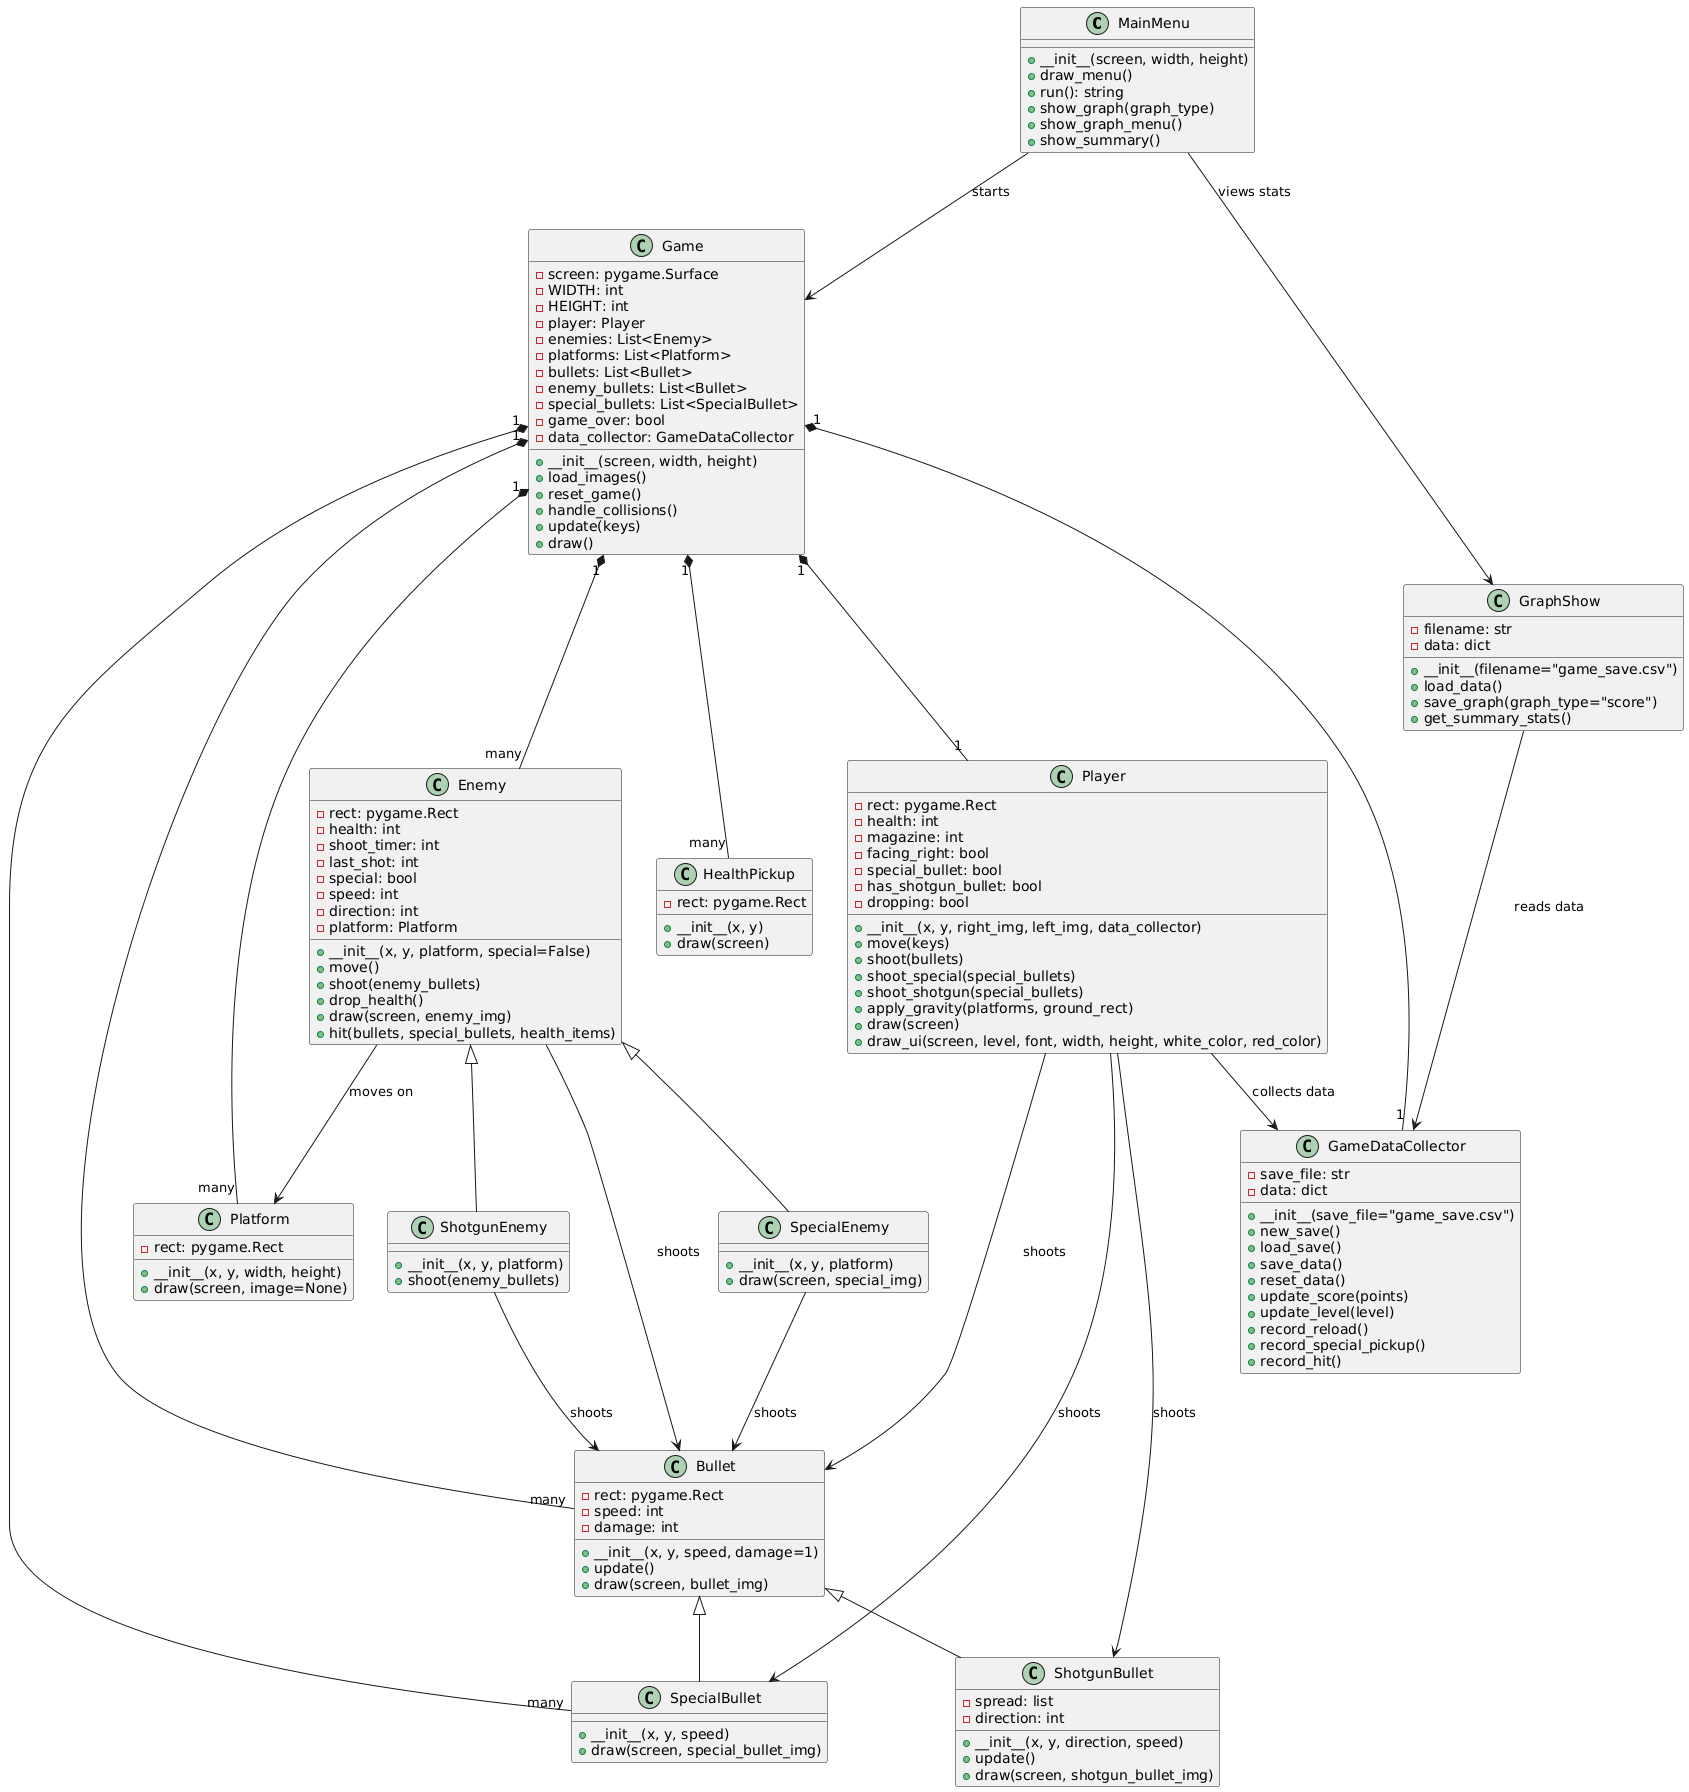 MainMenu
__init__(screen, width, height)
draw_menu()
run(): string
show_graph(graph_type)
show_graph_menu()
show_summary()
starts
views stats
Game
screen: pygame.Surface
WIDTH: int
HEIGHT: int
player: Player
enemies: List<Enemy>
platforms: List<Platform>
bullets: List<Bullet>
enemy_bullets: List<Bullet>
special_bullets: List<SpecialBullet>
game_over: bool
data_collector: GameDataCollector
__init__(screen, width, height)
load_images()
reset_game()
handle_collisions()
update(keys)
draw()
1
1
1
1
1
1
1
GraphShow
filename: str
data: dict
__init__(filename="game_save.csv")
load_data()
save_graph(graph_type="score")
get_summary_stats()
many
many
1
Enemy
rect: pygame.Rect
health: int
shoot_timer: int
last_shot: int
special: bool
speed: int
direction: int
platform: Platform
__init__(x, y, platform, special=False)
move()
shoot(enemy_bullets)
drop_health()
draw(screen, enemy_img)
hit(bullets, special_bullets, health_items)
HealthPickup
rect: pygame.Rect
__init__(x, y)
draw(screen)
Player
rect: pygame.Rect
health: int
magazine: int
facing_right: bool
special_bullet: bool
has_shotgun_bullet: bool
dropping: bool
__init__(x, y, right_img, left_img, data_collector)
move(keys)
shoot(bullets)
shoot_special(special_bullets)
shoot_shotgun(special_bullets)
apply_gravity(platforms, ground_rect)
draw(screen)
draw_ui(screen, level, font, width, height, white_color, red_color)
reads data
moves on
collects data
1
many
Platform
rect: pygame.Rect
__init__(x, y, width, height)
draw(screen, image=None)
ShotgunEnemy
__init__(x, y, platform)
shoot(enemy_bullets)
shoots
SpecialEnemy
__init__(x, y, platform)
draw(screen, special_img)
shoots
GameDataCollector
save_file: str
data: dict
__init__(save_file="game_save.csv")
new_save()
load_save()
save_data()
reset_data()
update_score(points)
update_level(level)
record_reload()
record_special_pickup()
record_hit()
shoots
shoots
shoots
shoots
many
Bullet
rect: pygame.Rect
speed: int
damage: int
__init__(x, y, speed, damage=1)
update()
draw(screen, bullet_img)
many
SpecialBullet
__init__(x, y, speed)
draw(screen, special_bullet_img)
ShotgunBullet
spread: list
direction: int
__init__(x, y, direction, speed)
update()
draw(screen, shotgun_bullet_img)